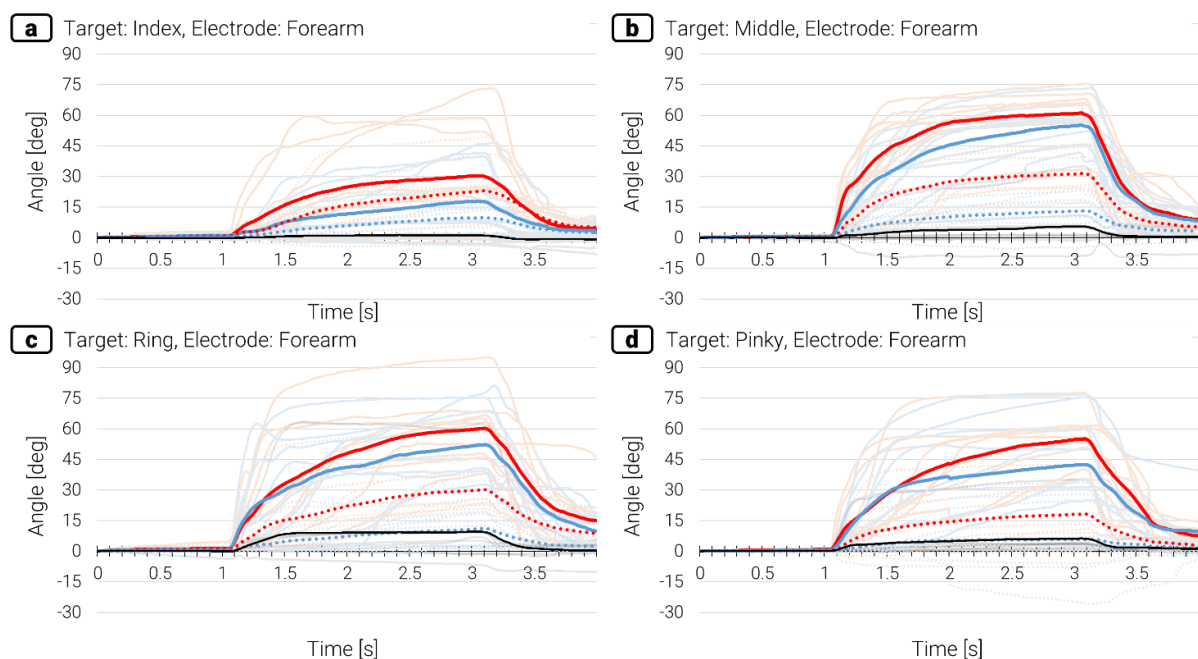 a Target: Index, Electrode: Forearm
90
75
60
45
30
15
0
-15
-30
Angle [deg]
0 0.5 1 1.5 2 2.5 3 3.5
Time [s]
b Target: Middle, Electrode: Forearm
90
75
60
45
30
15
0
-15
-30
Angle [deg]
0 0.5 1 1.5 2 2.5 3 3.5
Time [s]
c Target: Ring, Electrode: Forearm
90
75
60
45
30
15
0
-15
-30
Angle [deg]
0 0.5 1 1.5 2 2.5 3 3.5
Time [s]
d Target: Pinky, Electrode: Forearm
90
75
60
45
30
15
0
-15
-30
Angle [deg]
0 0.5 1 1.5 2 2.5 3 3.5
Time [s]